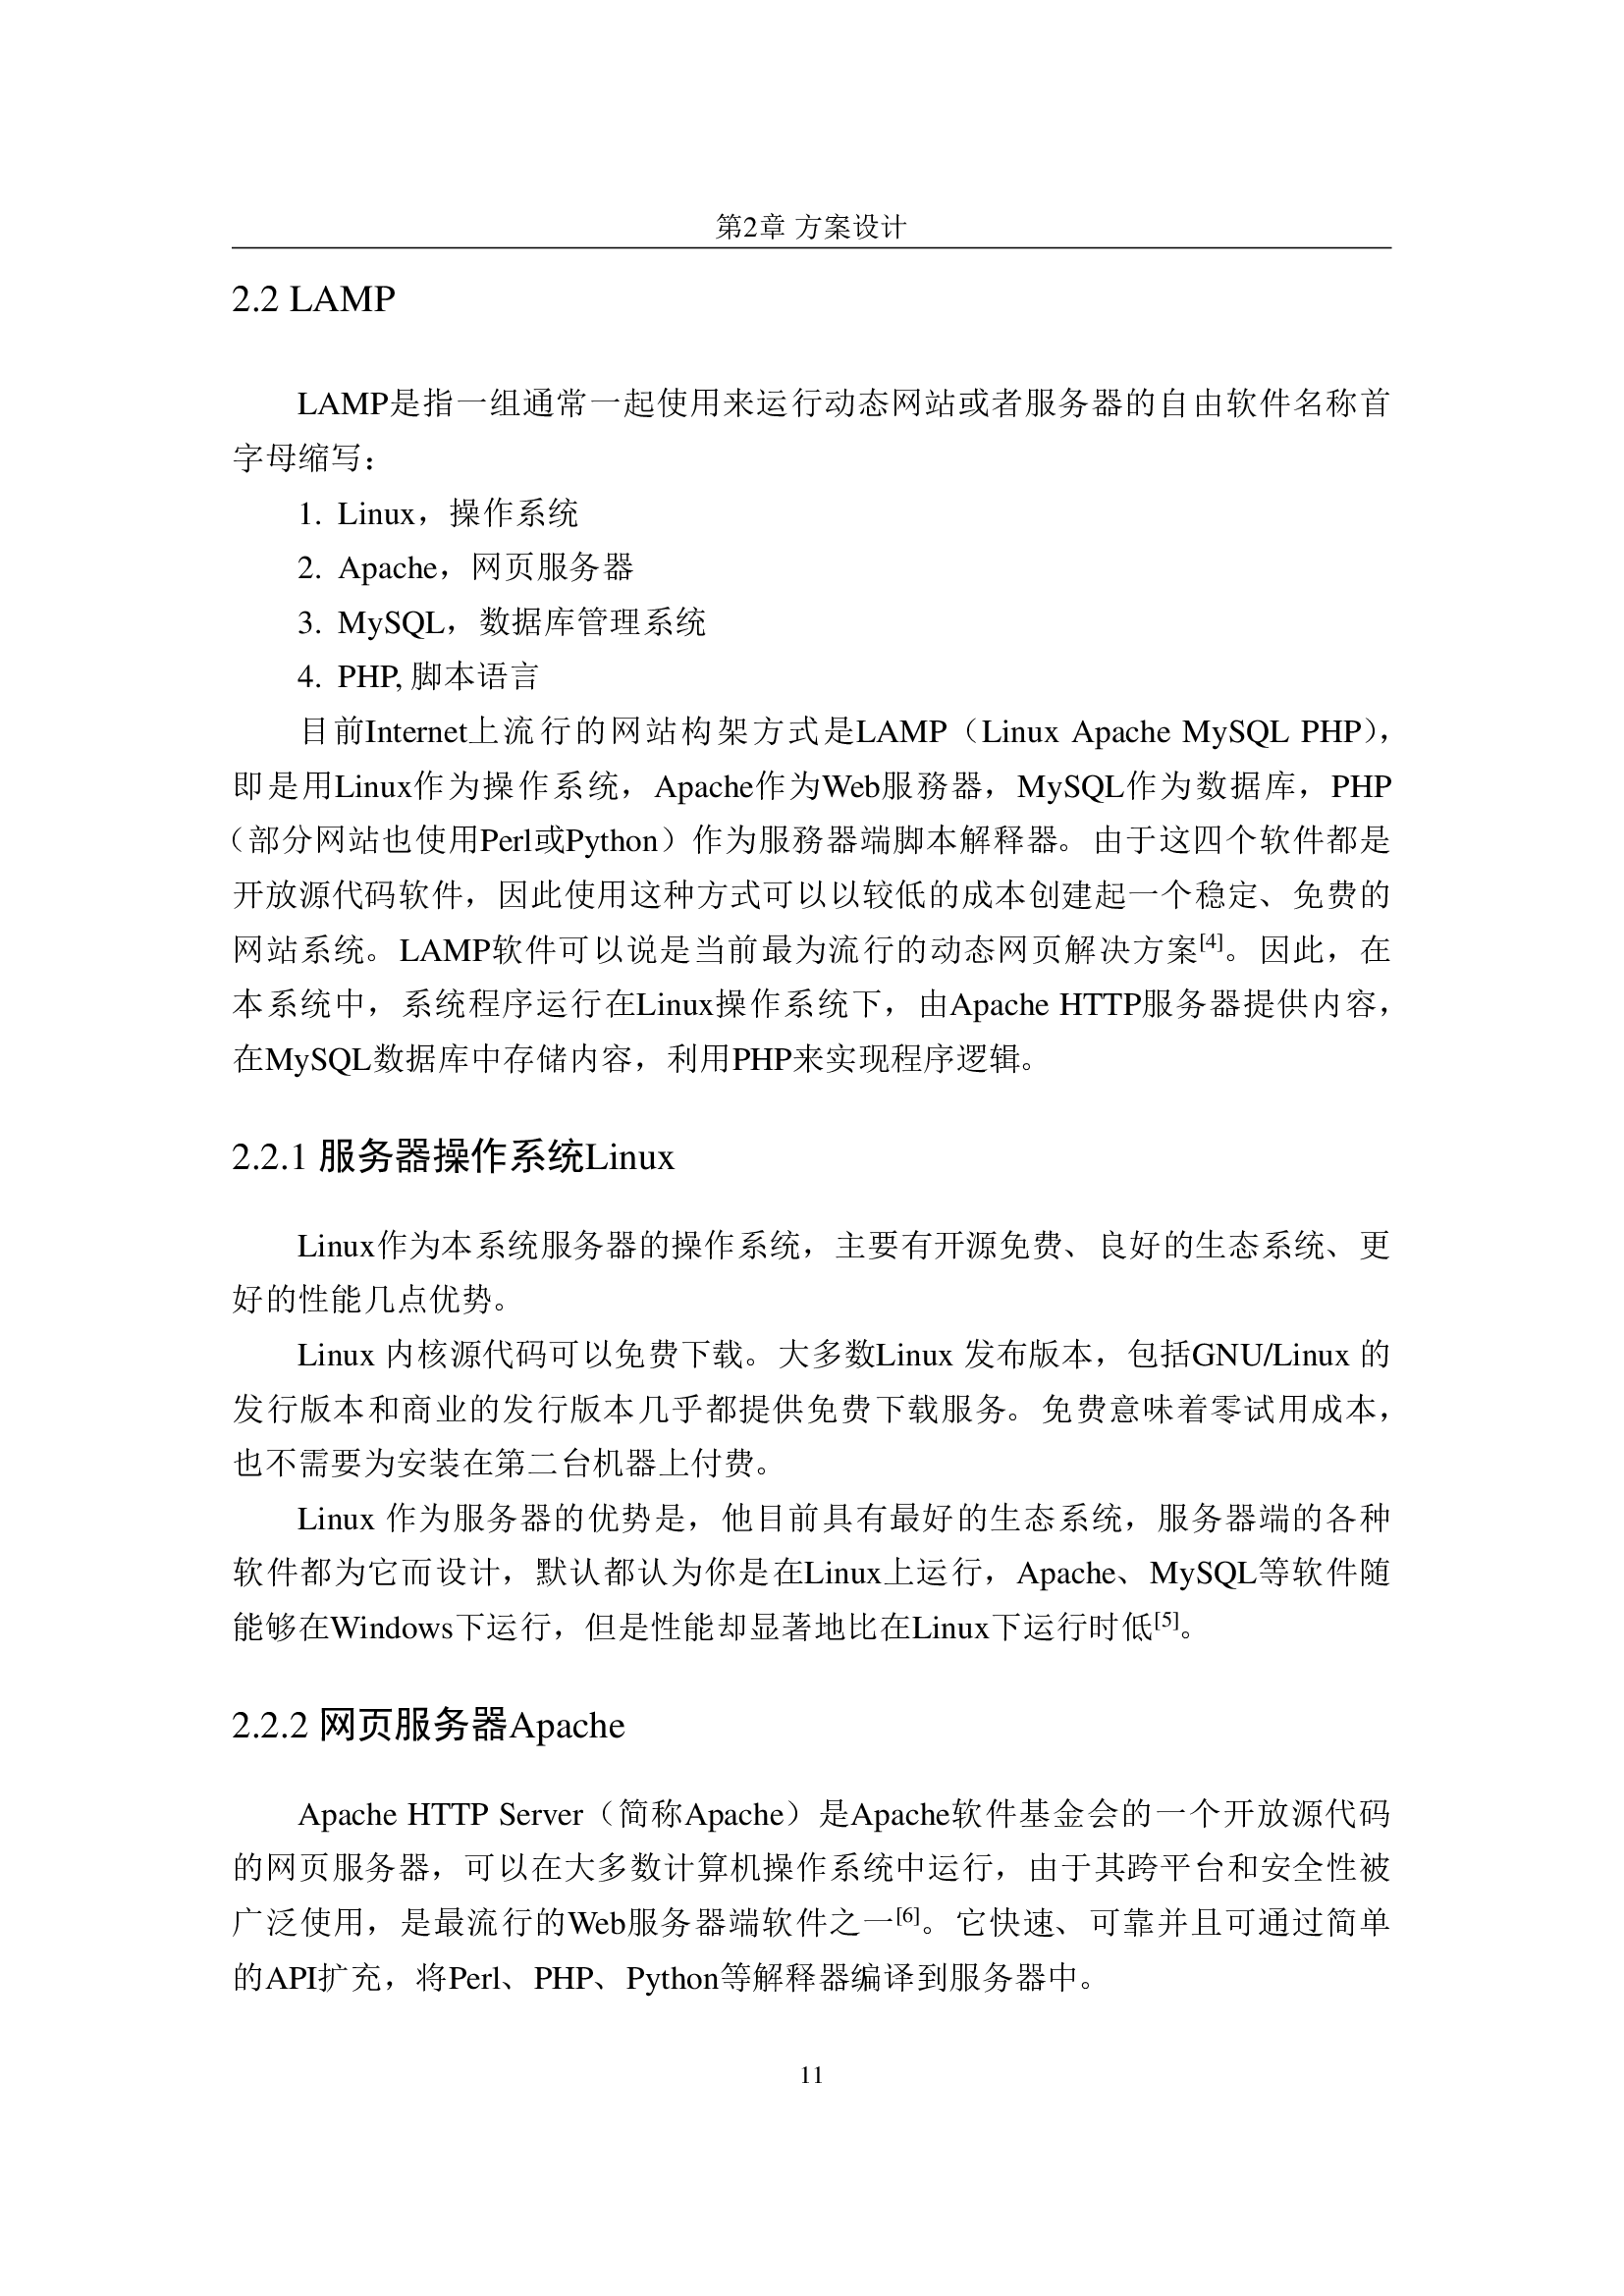 第2章 方案设计
2.2 LAMP
LAMP是指一组通常一起使用来运行动态网站或者服务器的自由软件名称首
字母缩写：
1. Linux，操作系统
2. Apache，网页服务器
3. MySQL，数据库管理系统
4. PHP, 脚本语言
目前Internet上流行的网站构架方式是LAMP（Linux Apache MySQL PHP），
即是用Linux作为操作系统，Apache作为Web服務器，MySQL作为数据库，PHP
（部分网站也使用Perl或Python）作为服務器端脚本解释器。由于这四个软件都是
开放源代码软件，因此使用这种方式可以以较低的成本创建起一个稳定、免费的
网站系统。LAMP软件可以说是当前最为流行的动态网页解决方案[4]。因此，在
本系统中，系统程序运行在Linux操作系统下，由Apache HTTP服务器提供内容，
在MySQL数据库中存储内容，利用PHP来实现程序逻辑。
2.2.1 服务器操作系统Linux
Linux作为本系统服务器的操作系统，主要有开源免费、良好的生态系统、更
好的性能几点优势。
Linux 内核源代码可以免费下载。大多数Linux 发布版本，包括GNU/Linux 的
发行版本和商业的发行版本几乎都提供免费下载服务。免费意味着零试用成本，
也不需要为安装在第二台机器上付费。
Linux 作为服务器的优势是，他目前具有最好的生态系统，服务器端的各种
软件都为它而设计，默认都认为你是在Linux上运行，Apache、MySQL等软件随
能够在Windows下运行，但是性能却显著地比在Linux下运行时低[5]。
2.2.2 网页服务器Apache
Apache HTTP Server（简称Apache）是Apache软件基金会的一个开放源代码
的网页服务器，可以在大多数计算机操作系统中运行，由于其跨平台和安全性被
广泛使用，是最流行的Web服务器端软件之一[6]。它快速、可靠并且可通过简单
的API扩充，将Perl、PHP、Python等解释器编译到服务器中。
11